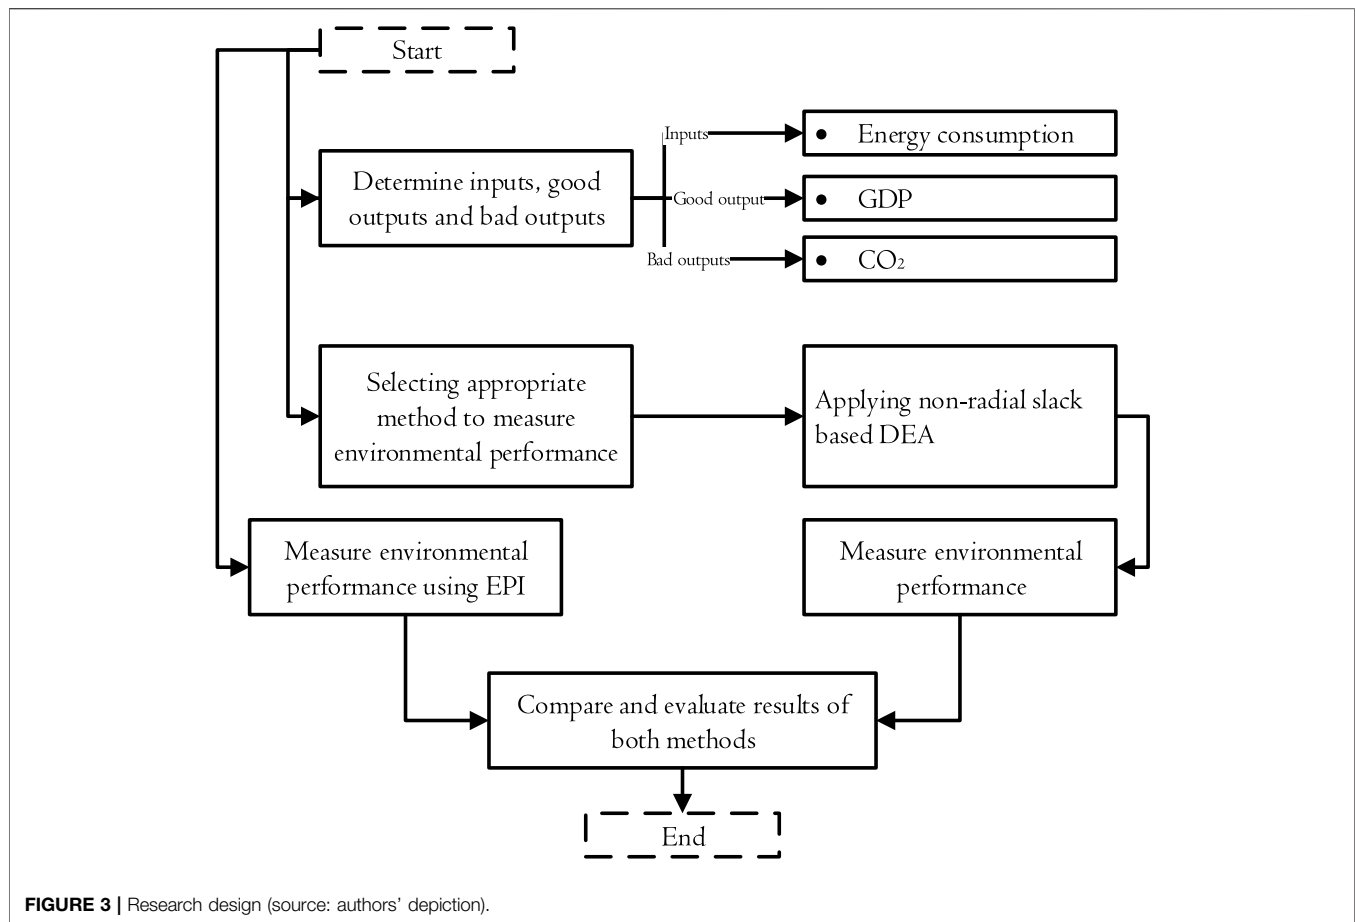 Start
Inputs
• Energy consumption
Determine inputs, good
outputs and bad outputs
Good output
• GDP
Bad outputs
• CO₂
Selecting appropriate
method to measure
environmental performance
Applying non-radial slack
based DEA
Measure environmental
performance using EPI
Measure environmental
performance
Compare and evaluate results of
both methods
End
FIGURE 3 | Research design (source: authors’ depiction).